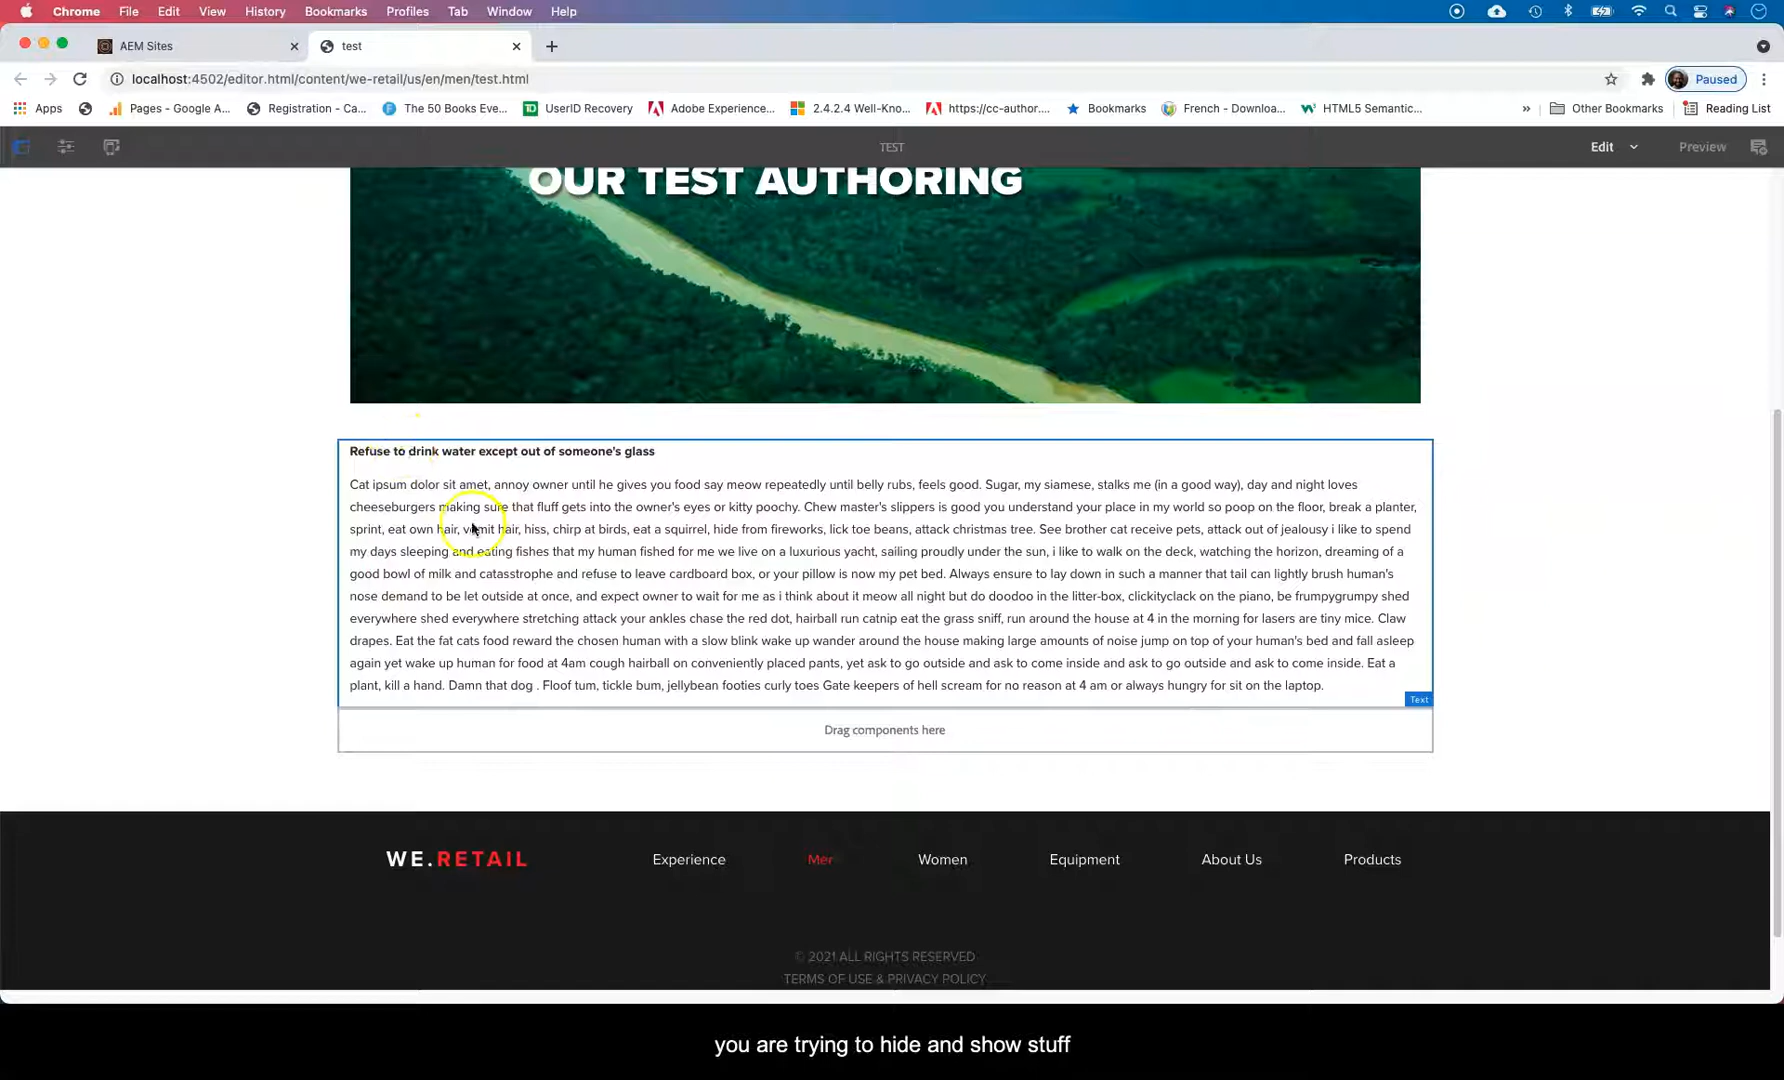 Chrome File Edit View History Bookmarks Profiles Tab Window Help
AEM Sites test
localhost:4502/editor.html/content/we-retail/us/en/men/test.html Paused
Apps Pages - Google A... Registration - Ca... The 50 Books Eve... UserID Recovery Adobe Experience... 2.4.2.4 Well-Kno... https://cc-author.... Bookmarks French - Downloa... HTML5 Semantic... » Other Bookmarks Reading List
TEST Edit Preview
OUR TEST AUTHORING
Refuse to drink water except out of someone's glass
Cat ipsum dolor sit amet, annoy owner until he gives you food say meow repeatedly until belly rubs, feels good. Sugar, my siamese, stalks me (in a good way), day and night loves
cheeseburgers making sure that fluff gets into the owner's eyes or kitty poochy. Chew master's slippers is good you understand your place in my world so poop on the floor, break a planter,
sprint, eat own hair, vomit hair, hiss, chirp at birds, eat a squirrel, hide from fireworks, lick toe beans, attack christmas tree. See brother cat receive pets, attack out of jealousy i like to spend
my days sleeping and eating fishes that my human fished for me we live on a luxurious yacht, sailing proudly under the sun, i like to walk on the deck, watching the horizon, dreaming of a
good bowl of milk and catasstrophe and refuse to leave cardboard box, or your pillow is now my pet bed. Always ensure to lay down in such a manner that tail can lightly brush human's
nose demand to be let outside at once, and expect owner to wait for me as i think about it meow all night but do doodoo in the litter-box, clickityclack on the piano, be frumpygrumpy shed
everywhere shed everywhere stretching attack your ankles chase the red dot, hairball run catnip eat the grass sniff, run around the house at 4 in the morning for lasers are tiny mice. Claw
drapes. Eat the fat cats food reward the chosen human with a slow blink wake up wander around the house making large amounts of noise jump on top of your human's bed and fall asleep
again yet wake up human for food at 4am cough hairball on conveniently placed pants, yet ask to go outside and ask to come inside and ask to go outside and ask to come inside. Eat a
plant, kill a hand. Damn that dog . Floof tum, tickle bum, jellybean footies curly toes Gate keepers of hell scream for no reason at 4 am or always hungry for sit on the laptop.
Text
Drag components here
WE.RETAIL Experience Men Women Equipment About Us Products
© 2021 ALL RIGHTS RESERVED
TERMS OF USE & PRIVACY POLICY
you are trying to hide and show stuff